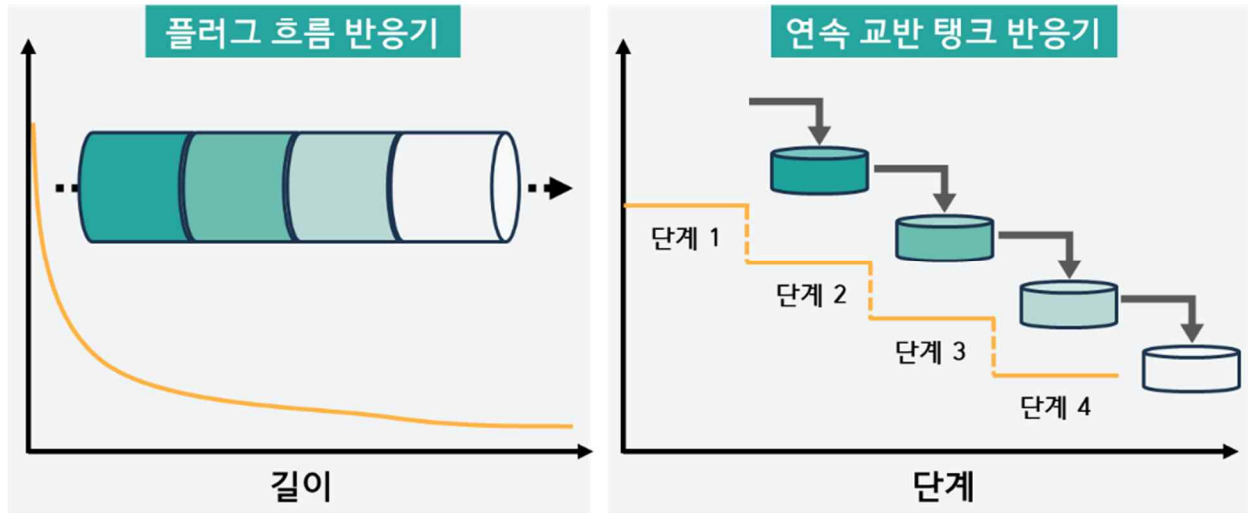 플러그 흐름 반응기
길이
연속 교반 탱크 반응기
단계 1
단계 2
단계 3
단계 4
단계